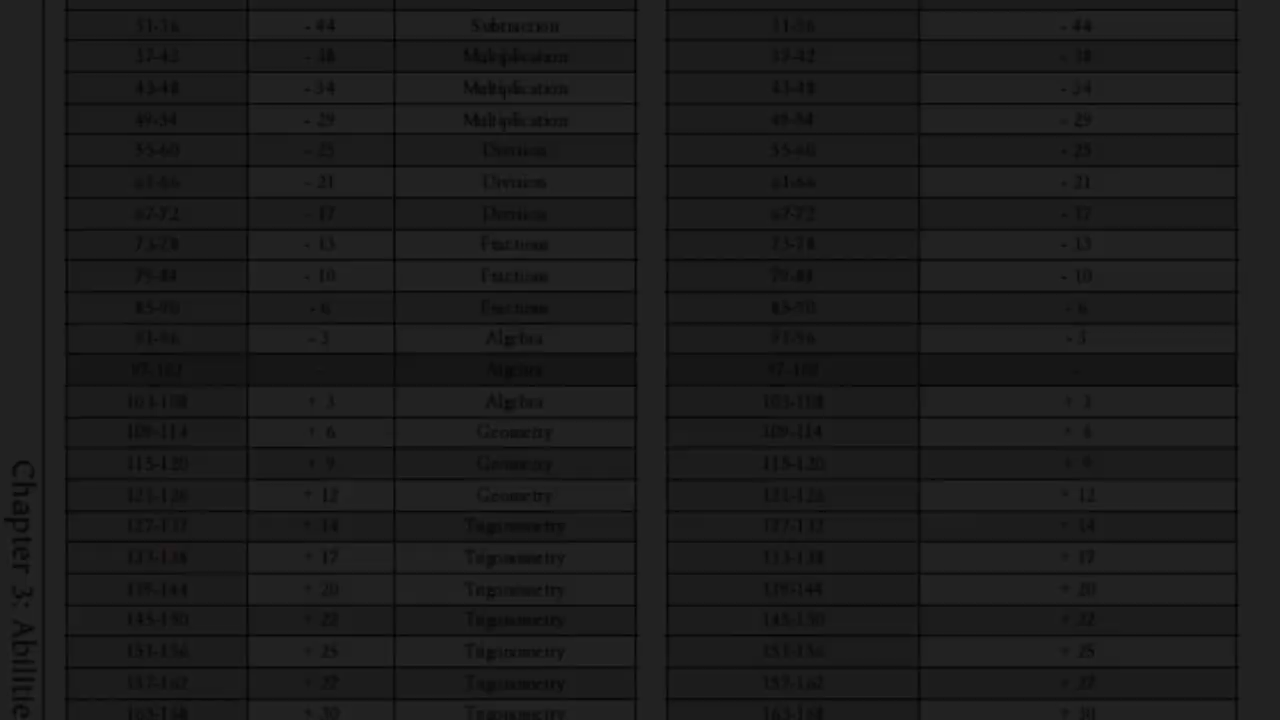 31-36 - 44 Subtraction 31-36 - 44
37-42 - 38 Multiplication 37-42 - 38
43-48 - 34 Multiplication 43-48 - 34
49-54 - 29 Multiplication 49-54 - 29
55-60 - 25 Division 55-60 - 25
61-66 - 21 Division 61-66 - 21
67-72 - 17 Division 67-72 - 17
73-78 - 13 Fractions 73-78 - 13
79-84 - 10 Fractions 79-84 - 10
85-90 - 6 Fractions 85-90 - 6
91-96 - 3 Algebra 91-96 - 3
97-102 - Algebra 97-102 -
103-108 + 3 Algebra 103-108 + 3
109-114 + 6 Geometry 109-114 + 6
115-120 + 9 Geometry 115-120 + 9
121-126 + 12 Geometry 121-126 + 12
127-132 + 14 Trigonometry 127-132 + 14
133-138 + 17 Trigonometry 133-138 + 17
139-144 + 20 Trigonometry 139-144 + 20
145-150 + 22 Trigonometry 145-150 + 22
151-156 + 25 Trigonometry 151-156 + 25
157-162 + 27 Trigonometry 157-162 + 27
163-168 + 30 Trigonometry 163-168 + 30
Chapter 3: Abilitie